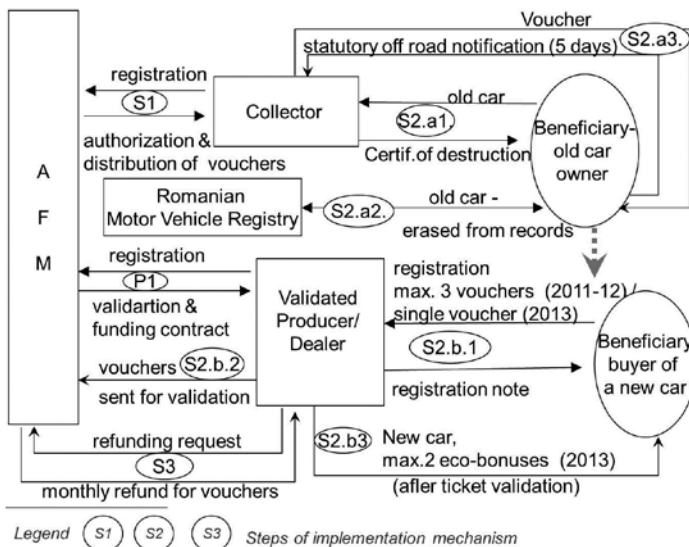 Voucher
S2.a3.
statutory off road notification (5 days)
registration
S1
authorization &
distribution of vouchers
Collector
old car
S2.a1.
Certif.of destruction
Beneficiary-
old car
owner
A
F
M
Romanian
Motor Vehicle Registry
S2.a2.
old car -
erased from records
registration
P1
validartion &
funding contract
Validated
Producer/
Dealer
registration
max. 3 vouchers (2011-12) /
single voucher (2013)
S2.b.1
registration note
Beneficiary
buyer of
a new car
vouchers
S2.b.2
sent for validation
refunding request
S3
monthly refund for vouchers
S2.b3
New car,
max.2 eco-bonuses (2013)
(afler ticket validation)
Legend S1 S2 S3 Steps of implementation mechanism